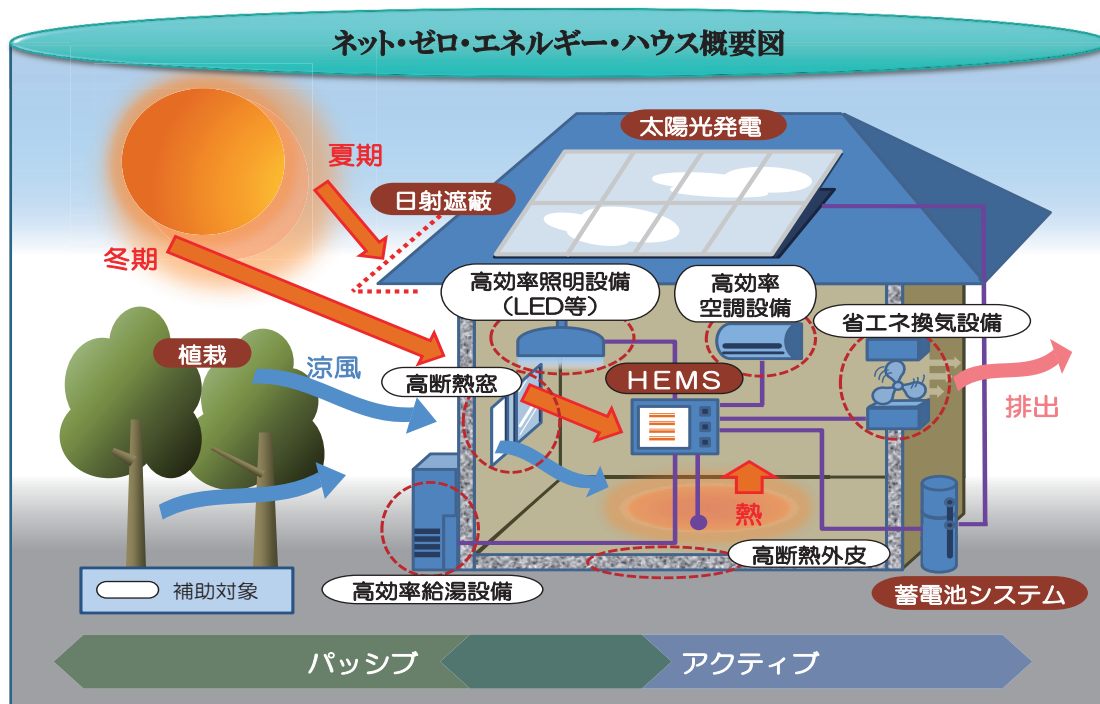 ネット・ゼロ・エネルギー・ハウス概要図
太陽光発電
夏期
日射遮蔽
冬期
高効率照明設備
（LED等）
高効率
空調設備
省エネ換気設備
植栽
涼風
高断熱窓
HEMS
排出
熱
高断熱外皮
補助対象
高効率給湯設備
蓄電池システム
パッシブ
アクティブ